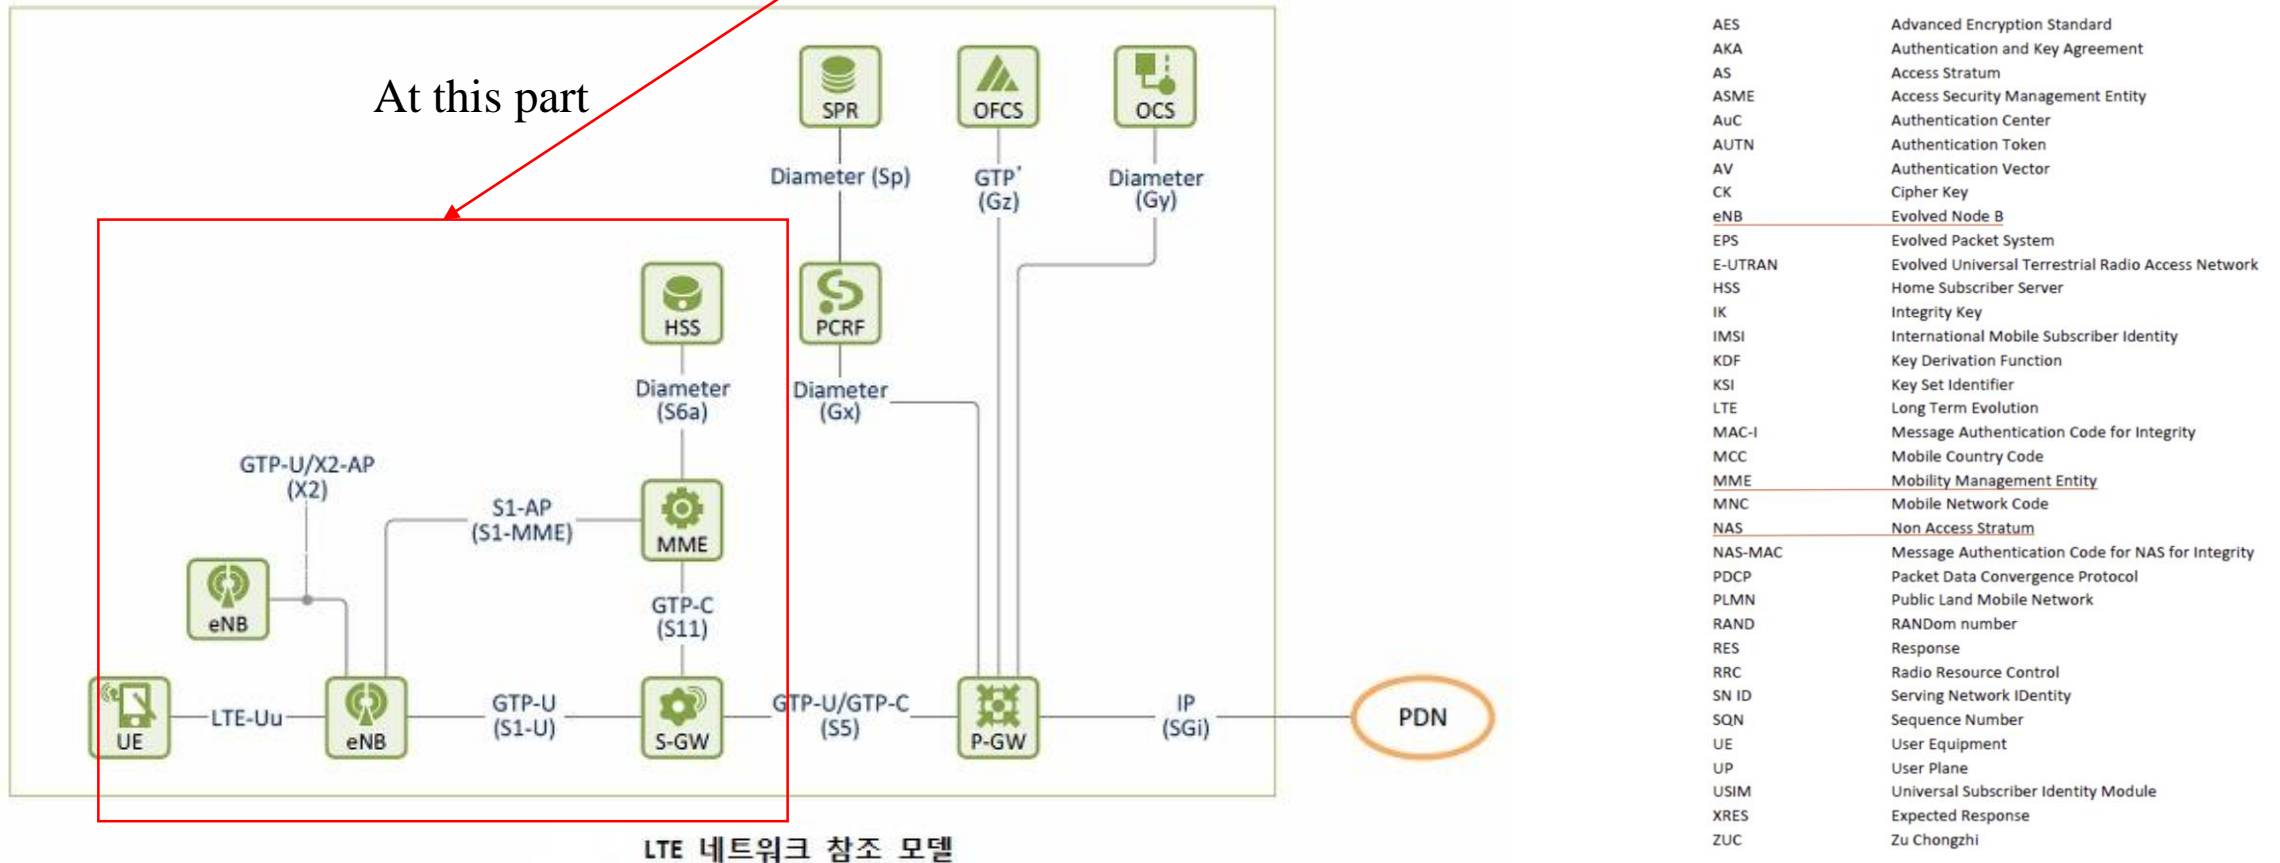 At this part
SPR
OFCS
OCS
Diameter (Sp)
GTP'
(Gz)
Diameter
(Gy)
HSS
PCRF
Diameter
(S6a)
Diameter
(Gx)
GTP-U/X2-AP
(X2)
S1-AP
(S1-MME)
MME
eNB
GTP-C
(S11)
UE
LTE-Uu
eNB
GTP-U
(S1-U)
S-GW
GTP-U/GTP-C
(S5)
P-GW
IP
(SGi)
PDN
LTE 네트워크 참조 모델
AES Advanced Encryption Standard
AKA Authentication and Key Agreement
AS Access Stratum
ASME Access Security Management Entity
AuC Authentication Center
AUTN Authentication Token
AV Authentication Vector
CK Cipher Key
eNB Evolved Node B
EPS Evolved Packet System
E-UTRAN Evolved Universal Terrestrial Radio Access Network
HSS Home Subscriber Server
IK Integrity Key
IMSI International Mobile Subscriber Identity
KDF Key Derivation Function
KSI Key Set Identifier
LTE Long Term Evolution
MAC-I Message Authentication Code for Integrity
MCC Mobile Country Code
MME Mobility Management Entity
MNC Mobile Network Code
NAS Non Access Stratum
NAS-MAC Message Authentication Code for NAS for Integrity
PDCP Packet Data Convergence Protocol
PLMN Public Land Mobile Network
RAND RANDom number
RES Response
RRC Radio Resource Control
SN ID Serving Network IDentity
SQN Sequence Number
UE User Equipment
UP User Plane
USIM Universal Subscriber Identity Module
XRES Expected Response
ZUC Zu Chongzhi